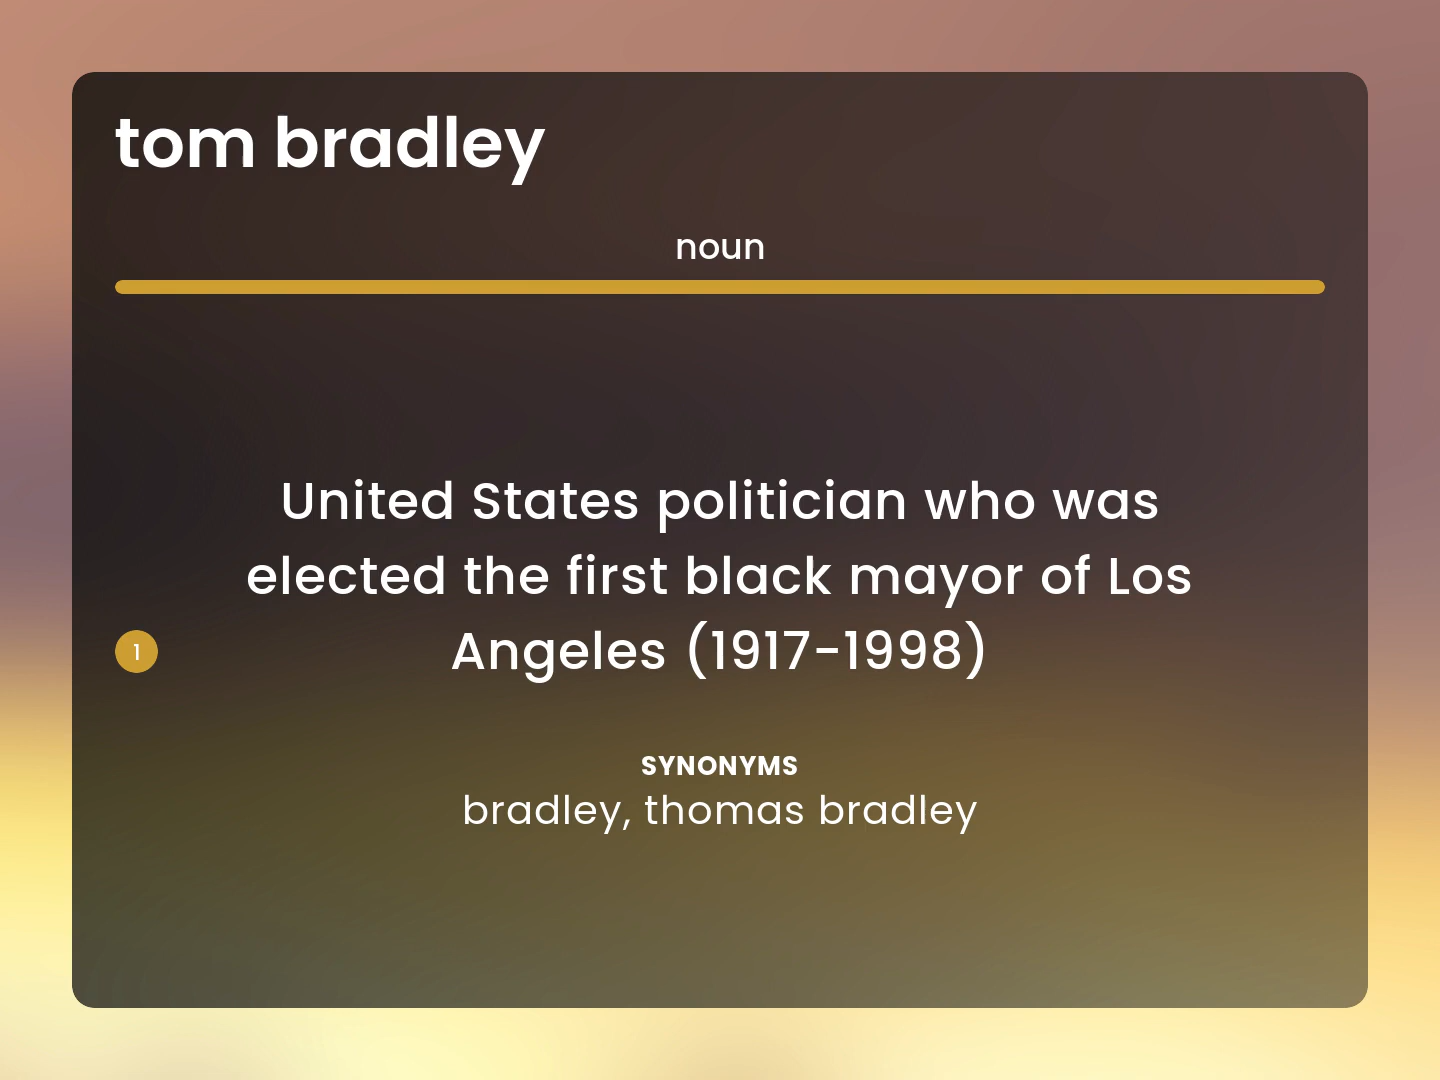 tom bradley
noun
United States politician who was
elected the first black mayor of Los
1 Angeles (1917-1998)
SYNONYMS
bradley, thomas bradley